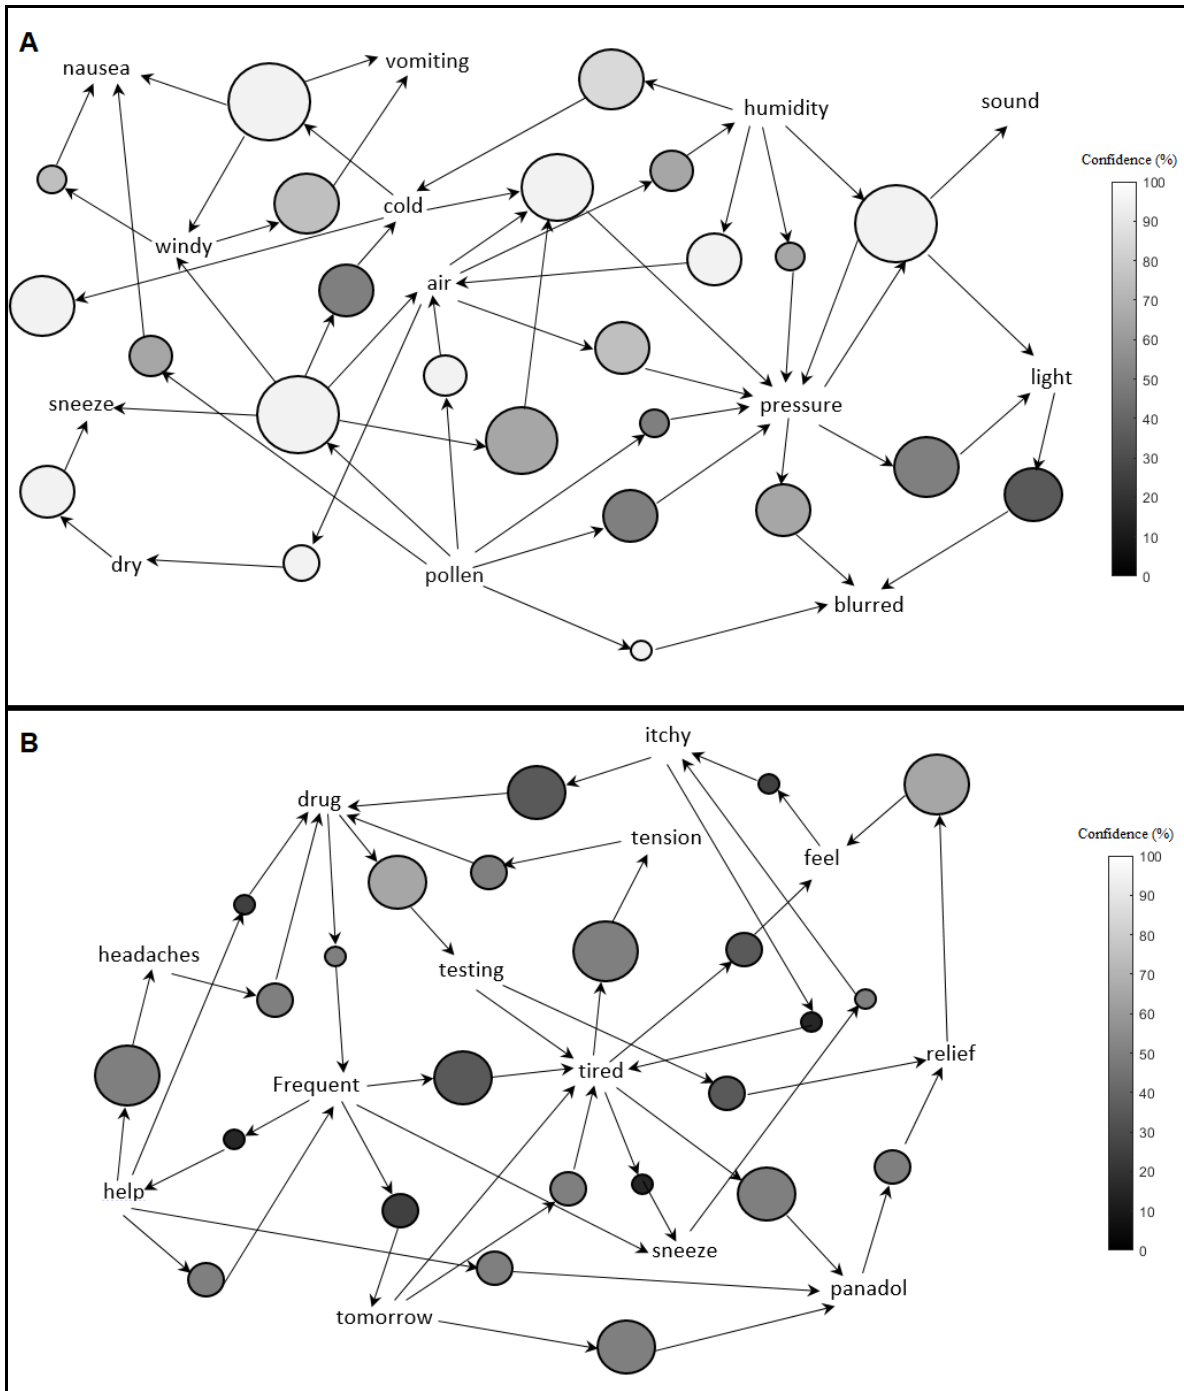 A
nausea
vomiting
humidity
sound
Confidence (%)
100
90
80
70
60
50
40
30
20
10
0
cold
windy
air
light
sneeze
pressure
dry
pollen
blurred
B
itchy
drug
tension
feel
Confidence (%)
100
90
80
70
60
50
40
30
20
10
0
headaches
testing
relief
tired
Frequent
help
sneeze
panadol
tomorrow